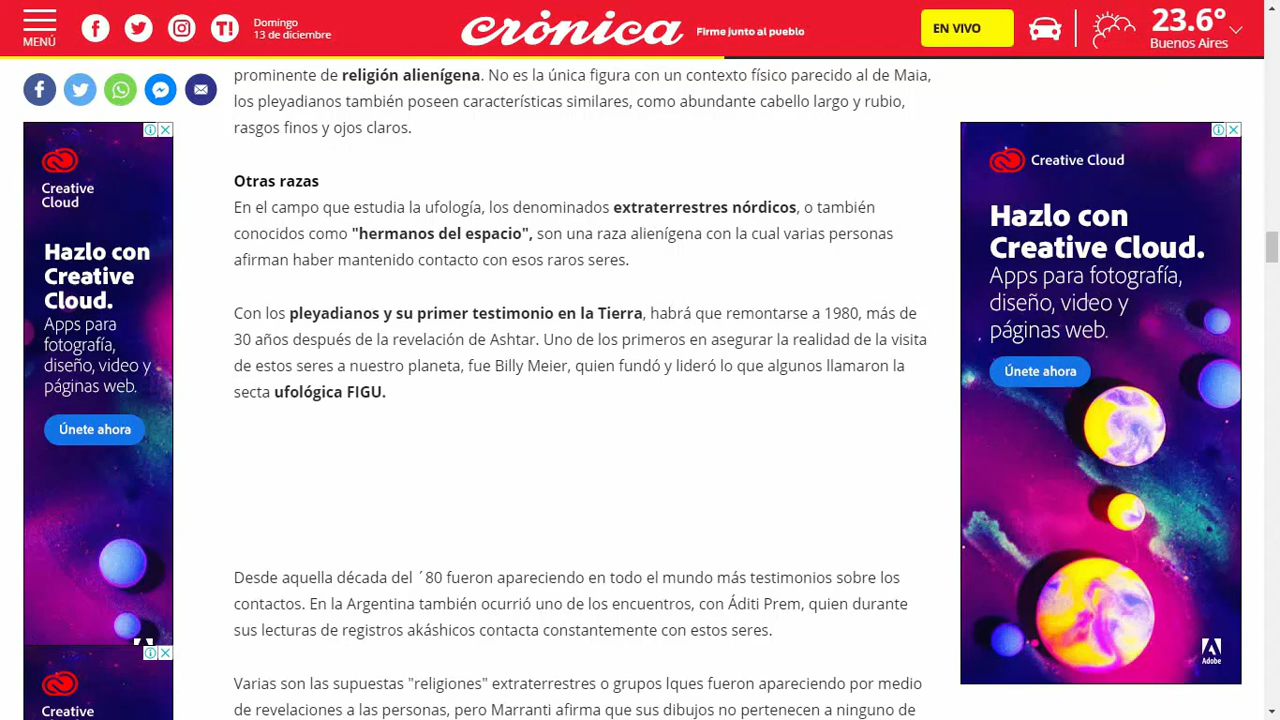 MENÚ
Domingo
13 de diciembre
crònica
Firme junto al pueblo
EN VIVO
23.6°
Buenos Aires
prominente de religión alienígena. No es la única figura con un contexto físico parecido al de Maia,
los pleyadianos también poseen características similares, como abundante cabello largo y rubio,
rasgos finos y ojos claros.
Otras razas
En el campo que estudia la ufología, los denominados extraterrestres nórdicos, o también
conocidos como "hermanos del espacio", son una raza alienígena con la cual varias personas
afirman haber mantenido contacto con esos raros seres.
Con los pleyadianos y su primer testimonio en la Tierra, habrá que remontarse a 1980, más de
30 años después de la revelación de Ashtar. Uno de los primeros en asegurar la realidad de la visita
de estos seres a nuestro planeta, fue Billy Meier, quien fundó y lideró lo que algunos llamaron la
secta ufológica FIGU.
Desde aquella década del ´80 fueron apareciendo en todo el mundo más testimonios sobre los
contactos. En la Argentina también ocurrió uno de los encuentros, con Áditi Prem, quien durante
sus lecturas de registros akáshicos contacta constantemente con estos seres.
Varias son las supuestas "religiones" extraterrestres o grupos lques fueron apareciendo por medio
de revelaciones a las personas, pero Marranti afirma que sus dibujos no pertenecen a ninguno de
Creative
Cloud
Hazlo con
Creative
Cloud.
Apps para
fotografía,
diseño, video y
páginas web.
Únete ahora
Creative
Creative Cloud
Hazlo con
Creative Cloud.
Apps para fotografía,
diseño, video y
páginas web.
Únete ahora
Adobe